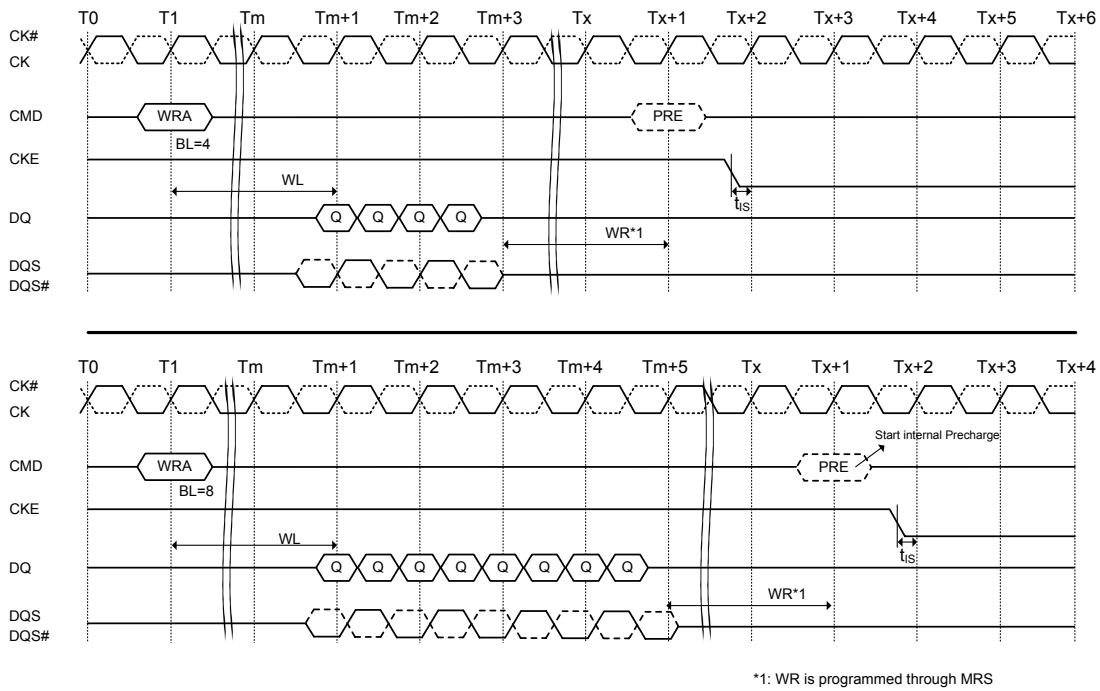 T0 T1 Tm Tm+1 Tm+2 Tm+3 Tx Tx+1 Tx+2 Tx+3 Tx+4 Tx+5 Tx+6
CK#
CK
CMD WRA PRE
BL=4
CKE
WL
tIS
DQ Q Q Q Q
WR*1
DQS
DQS#
T0 T1 Tm Tm+1 Tm+2 Tm+3 Tm+4 Tm+5 Tx Tx+1 Tx+2 Tx+3 Tx+4
CK#
CK
Start internal Precharge
CMD WRA PRE
BL=8
CKE
WL
tIS
DQ Q Q Q Q Q Q Q Q
WR*1
DQS
DQS#
*1: WR is programmed through MRS